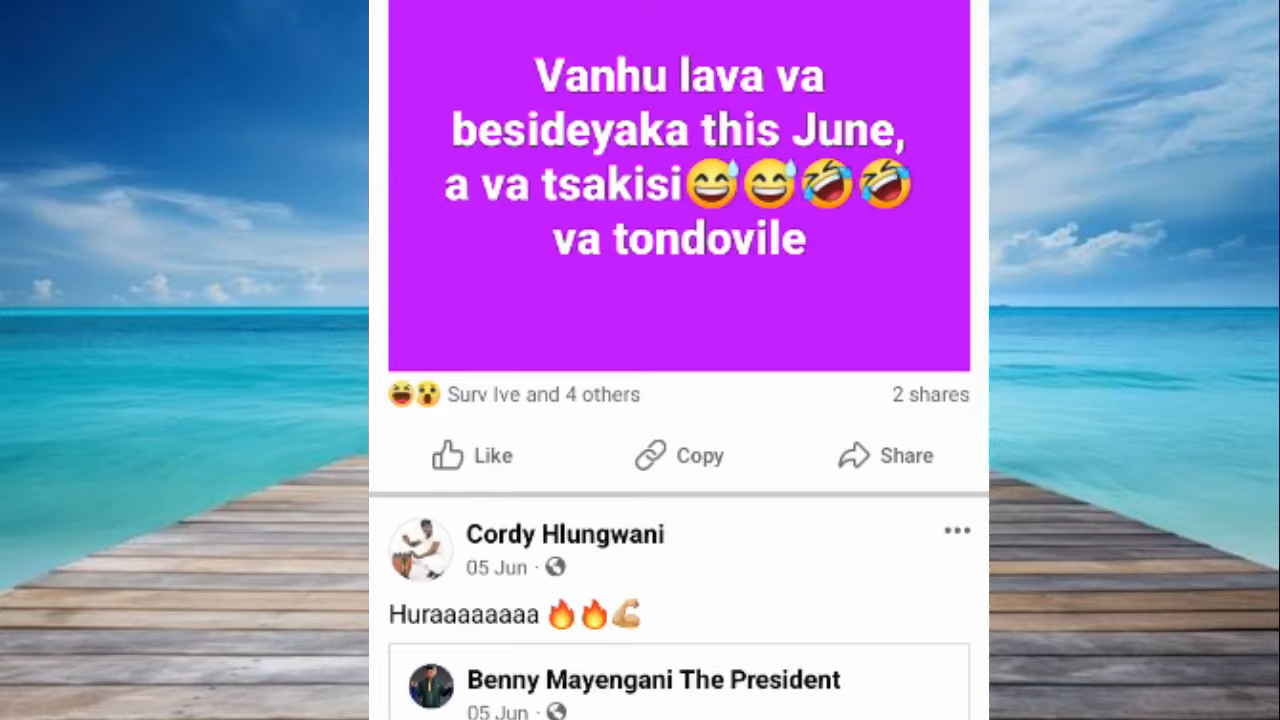 Vanhu lava va
besideyaka this June,
a va tsakisi😅😅🤣🤣
va tondovile
Surv Ive and 4 others
2 shares
Like
Copy
Share
Cordy Hlungwani
05 Jun ·
Huraaaaaaaa 🔥🔥💪🏼
Benny Mayengani The President
05 Jun ·